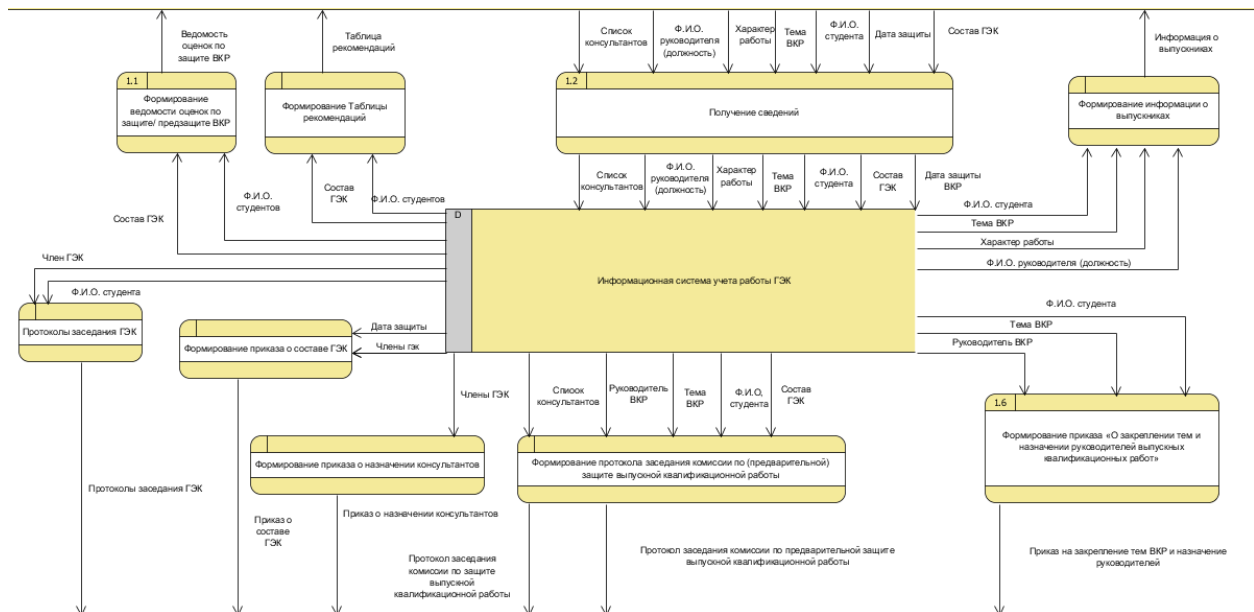 Ведомость
оценок по
защите ВКР
Таблица
рекомендаций
Список
консультантов
Ф.И.О.
руководителя
(должность)
Характер
работы
Тема
ВКР
Ф.И.О.
студента
Дата защиты
Состав ГЭК
Информация о
выпускниках
1.1
Формирование
ведомости оценок по
защите/ предзащите ВКР
Формирование Таблицы
рекомендаций
1.2
Получение сведений
Формирование информации о
выпускниках
Состав ГЭК
Ф.И.О.
студентов
Состав
ГЭК
Ф.И.О. студентов
Список
консультантов
Ф.И.О.
руководителя
(должность)
Характер
работы
Тема
ВКР
Ф.И.О.
студента
Состав
ГЭК
Дата защиты
ВКР
Ф.И.О. студента
Тема ВКР
Характер работы
Ф.И.О. руководителя (должность)
D
Информационная система учета работы ГЭК
Член ГЭК
Ф.И.О. студента
Протоколы заседания ГЭК
Формирование приказа о составе ГЭК
Дата защиты
Члены гэк
Ф.И.О. студента
Тема ВКР
Руководитель ВКР
Члены ГЭК
Список
консультантов
Руководитель
ВКР
Тема
ВКР
Ф.И.О,
студента
Состав
ГЭК
1.6
Формирование приказа «О закреплении тем и
назначении руководителей выпускных
квалификационных работ»
Формирование приказа о назначении консультантов
Формирование протокола заседания комиссии по (предварительной)
защите выпускной квалификационной работы
Протоколы заседания ГЭК
Приказ о
составе
ГЭК
Приказ о назначении консультантов
Протокол заседания
комиссии по защите
выпускной
квалификационной работы
Протокол заседания комиссии по предварительной защите
выпускной квалификационной работы
Приказ на закрепление тем ВКР и назначение
руководителей